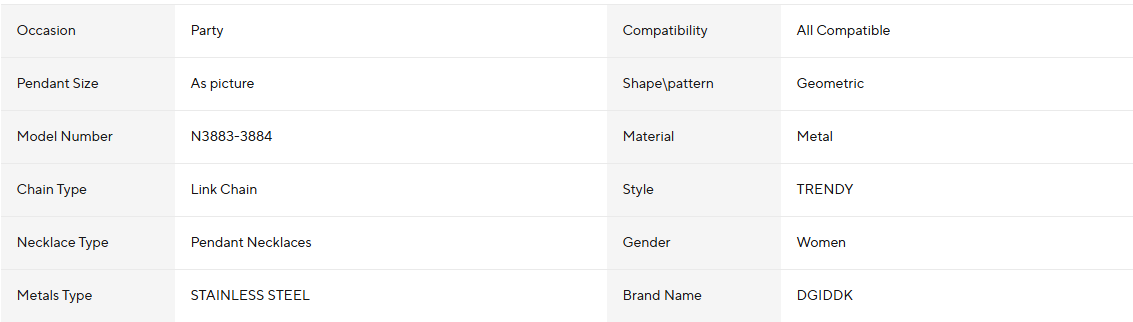 Occasion Party Compatibility All Compatible
Pendant Size As picture Shape\pattern Geometric
Model Number N3883-3884 Material Metal
Chain Type Link Chain Style TRENDY
Necklace Type Pendant Necklaces Gender Women
Metals Type STAINLESS STEEL Brand Name DGIDDK